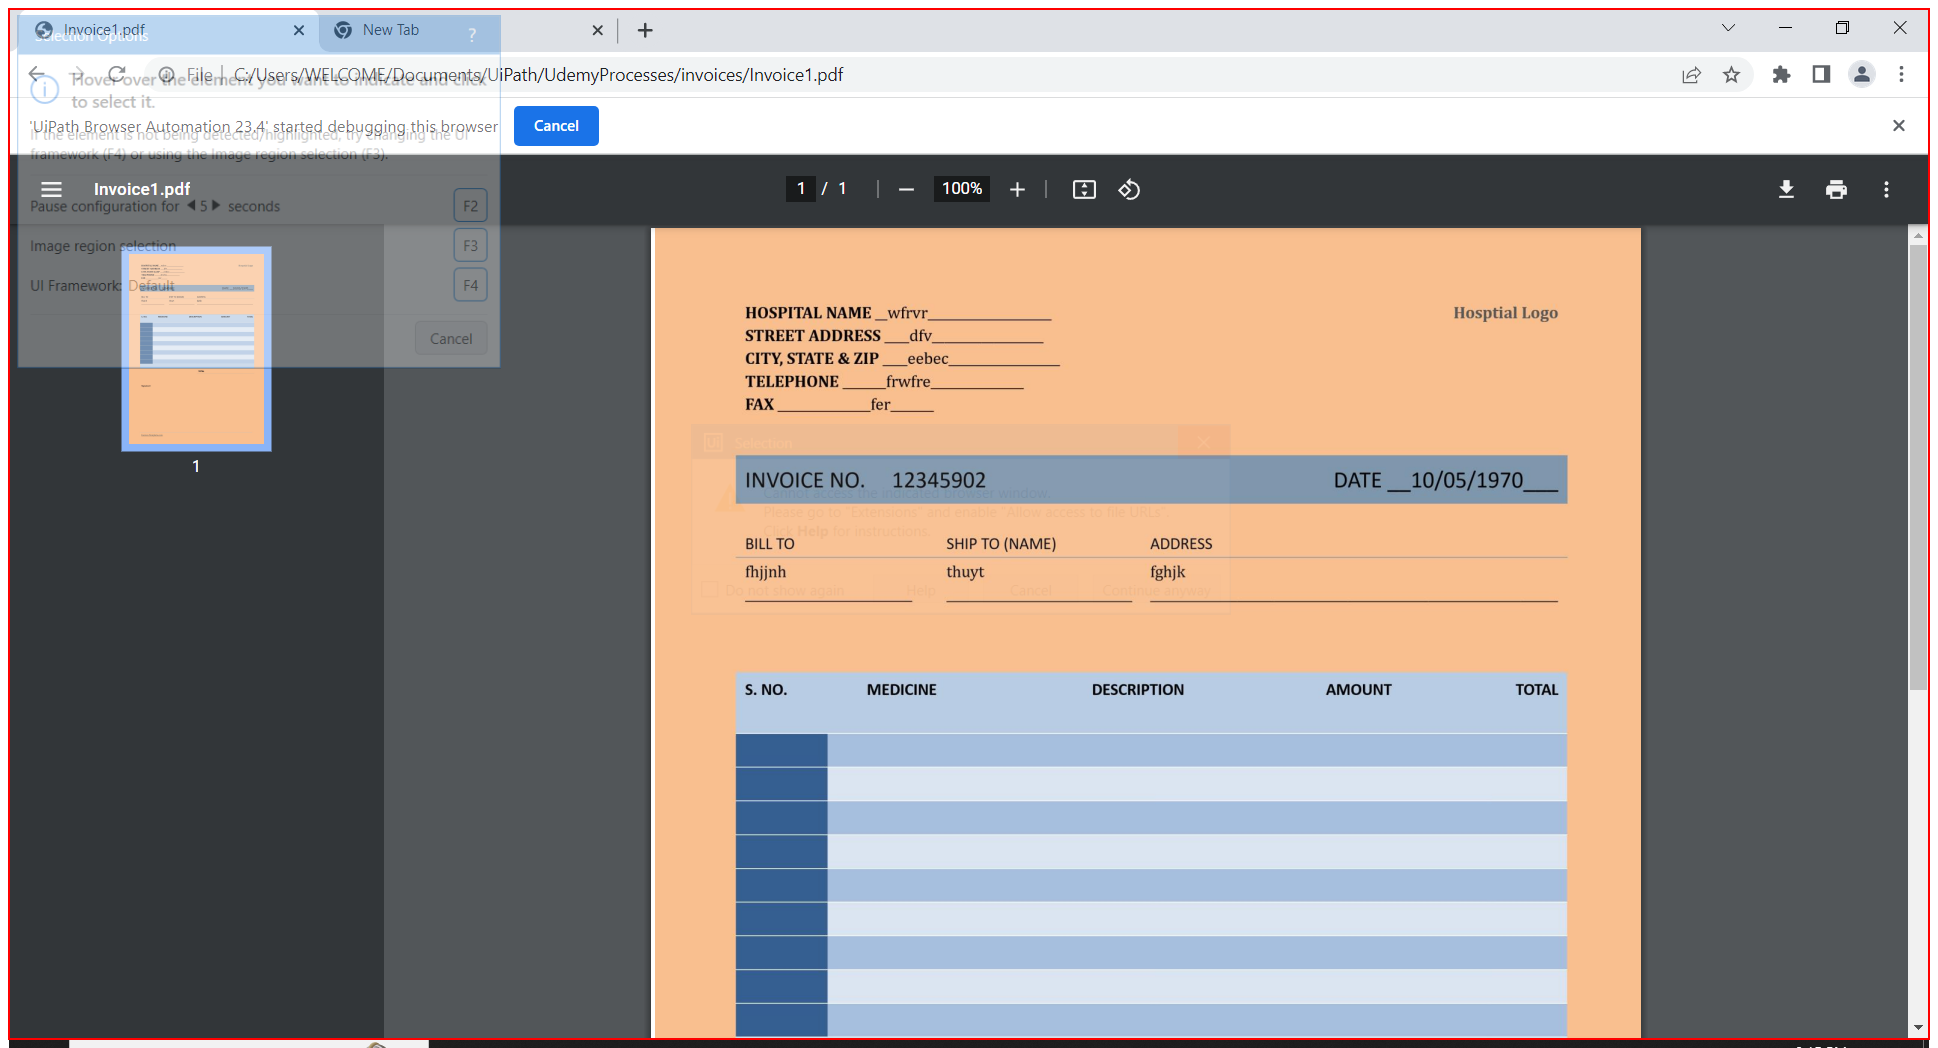 Invoice1.pdf
New Tab
Selection Options
?
File
C:/Users/WELCOME/Documents/UiPath/UdemyProcesses/invoices/Invoice1.pdf
Hover over the element you want to indicate and click
to select it.
'UiPath Browser Automation 23.4' started debugging this browser
Cancel
If the element is not being detected/highlighted, try changing the UI
framework (F4) or using the Image region selection (F3).
Invoice1.pdf
1 / 1
100%
Pause configuration for 5 seconds
F2
Image region selection
F3
UI Framework: Default
F4
Cancel
1
HOSPITAL NAME __wfrvr_______________
Hosptial Logo
STREET ADDRESS ___dfv______________
CITY, STATE & ZIP ___eebec______________
TELEPHONE ______frwfre_____________
FAX _____________fer______
Selection
INVOICE NO. 12345902
DATE __10/05/1970___
Cannot access the indicated browser window.
Please go to "Extensions" and enable "Allow access to file URLs"
Click Help for instructions.
BILL TO
SHIP TO (NAME)
ADDRESS
fhjjnh
thuyt
fghjk
Do not show again
Help
Cancel
Continue anyway
S. NO.
MEDICINE
DESCRIPTION
AMOUNT
TOTAL